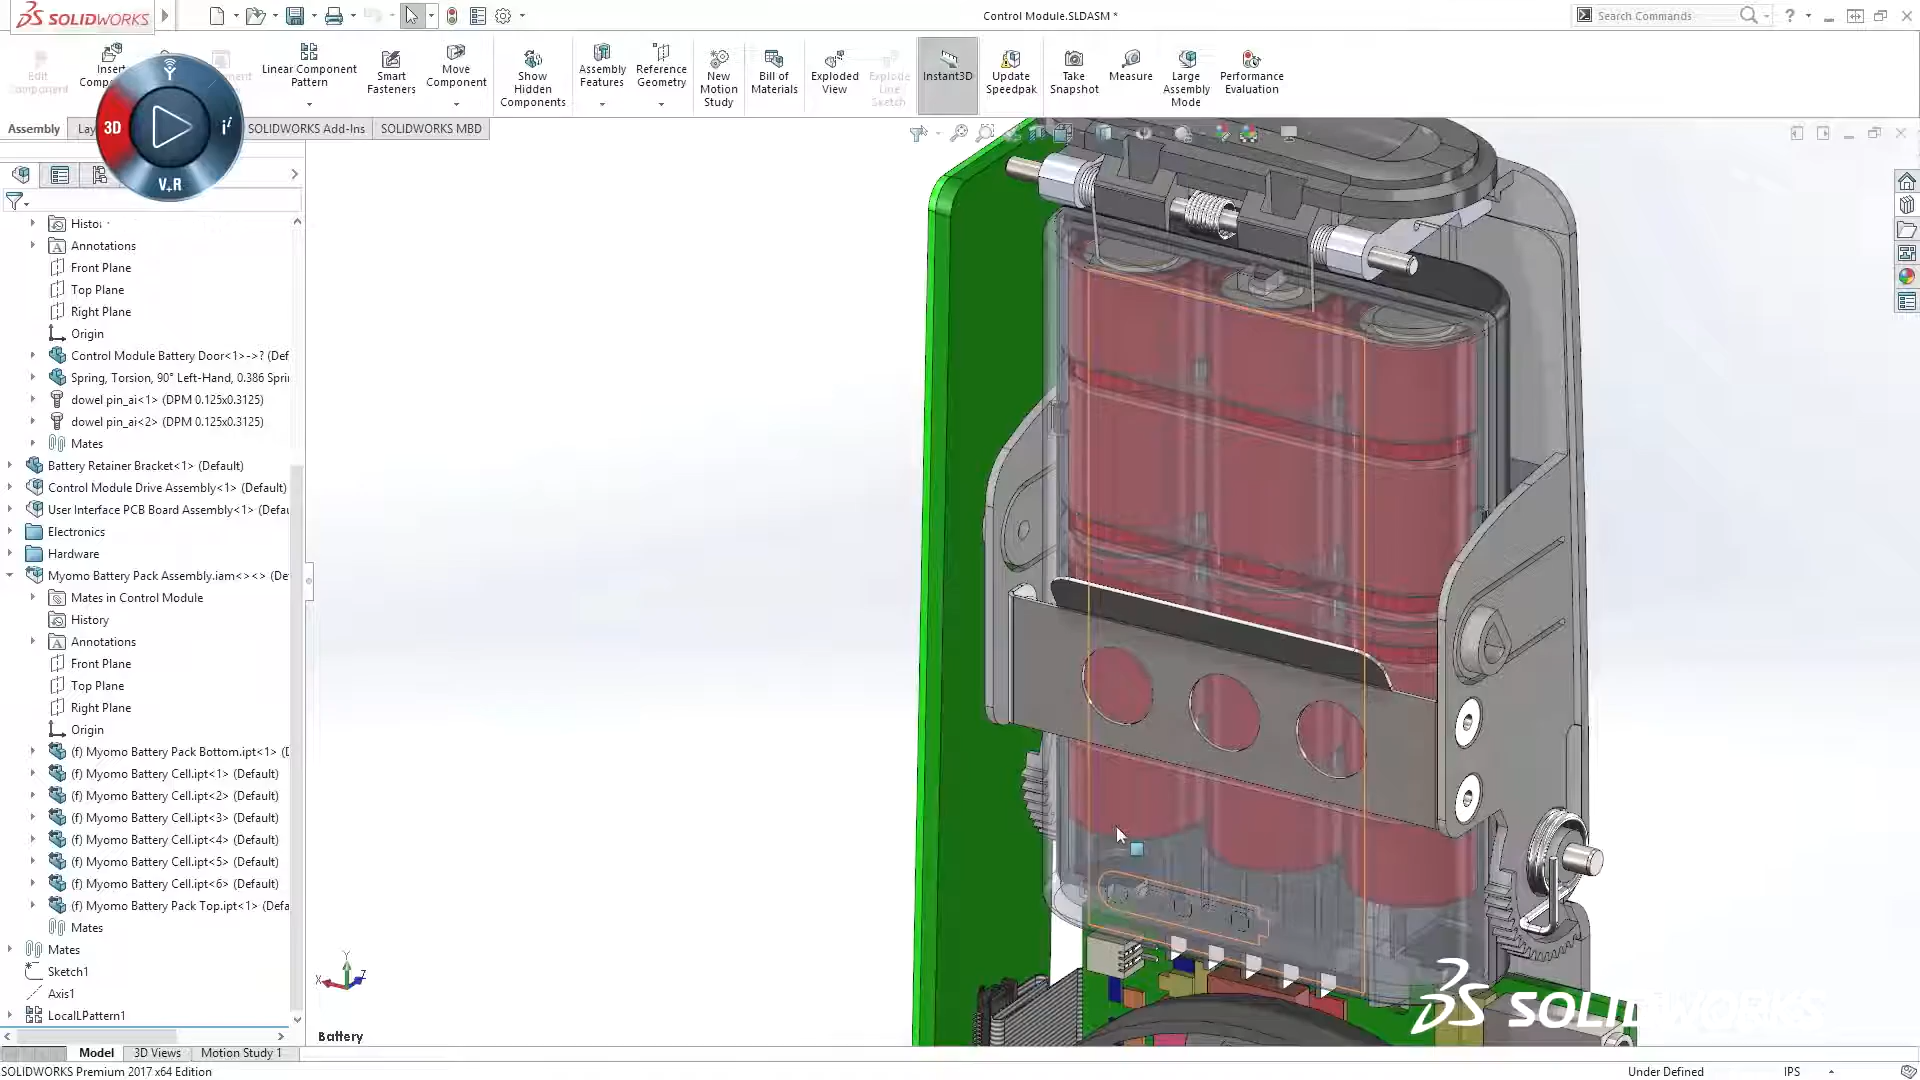 SOLIDWORKS
Control Module.SLDASM *
Search Commands
Edit Component
Insert
Linear Component Pattern
Smart Fasteners
Move Component
Show Hidden Components
Assembly Features
Reference Geometry
New Motion Study
Bill of Materials
Exploded View
Explode Line Sketch
Instant3D
Update Speedpak
Take Snapshot
Measure
Large Assembly Mode
Performance Evaluation
3D
i²
V+R
Assembly
SOLIDWORKS Add-Ins
SOLIDWORKS MBD
Annotations
Front Plane
Top Plane
Right Plane
Origin
Control Module Battery Door<1>->? (Def
Spring, Torsion, 90° Left-Hand, 0.386 Spri
dowel pin_ai<1> (DPM 0.125x0.3125)
dowel pin_ai<2> (DPM 0.125x0.3125)
Mates
Battery Retainer Bracket<1> (Default)
Control Module Drive Assembly<1> (Default)
User Interface PCB Board Assembly<1> (Defau
Electronics
Hardware
Myomo Battery Pack Assembly.iam<><> (De
Mates in Control Module
History
Annotations
Front Plane
Top Plane
Right Plane
Origin
(f) Myomo Battery Pack Bottom.ipt<1> (D
(f) Myomo Battery Cell.ipt<1> (Default)
(f) Myomo Battery Cell.ipt<2> (Default)
(f) Myomo Battery Cell.ipt<3> (Default)
(f) Myomo Battery Cell.ipt<4> (Default)
(f) Myomo Battery Cell.ipt<5> (Default)
(f) Myomo Battery Cell.ipt<6> (Default)
(f) Myomo Battery Pack Top.ipt<1> (Defa
Mates
Mates
Sketch1
Axis1
LocalLPattern1
Y
X
Z
Battery
SOLIDWORKS
Model
3D Views
Motion Study 1
SOLIDWORKS Premium 2017 x64 Edition
Under Defined
IPS